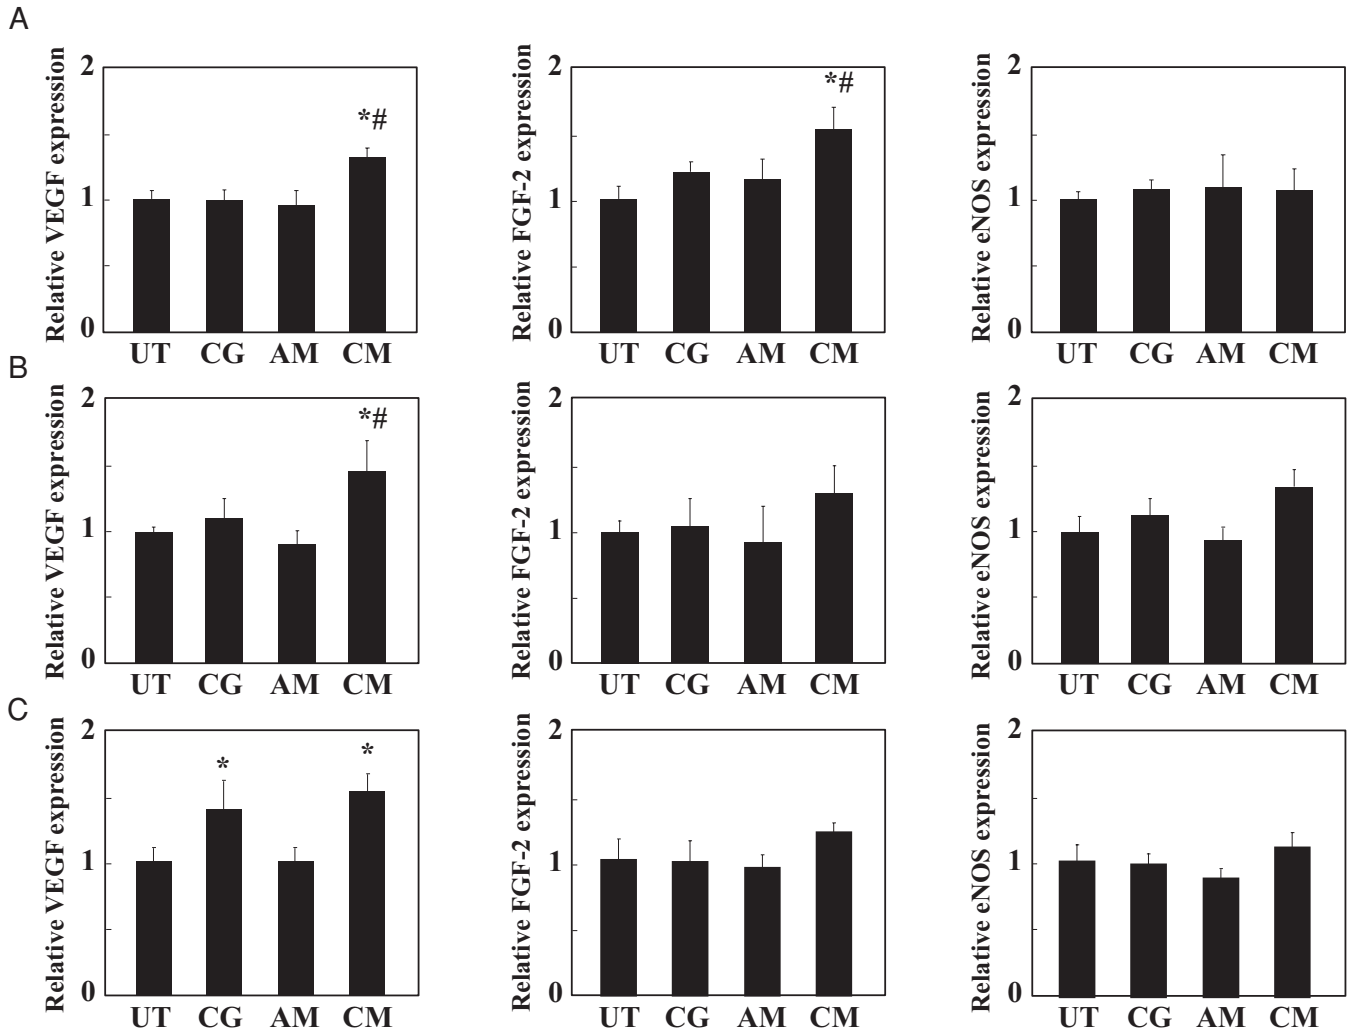 A
Relative VEGF expression
2
1
0
*#
UT CG AM CM
Relative FGF-2 expression
2
1
0
*#
UT CG AM CM
Relative eNOS expression
2
1
0
UT CG AM CM
B
Relative VEGF expression
2
1
0
*#
UT CG AM CM
Relative FGF-2 expression
2
1
0
UT CG AM CM
Relative eNOS expression
2
1
0
UT CG AM CM
C
Relative VEGF expression
2
1
0
* *
UT CG AM CM
Relative FGF-2 expression
2
1
0
UT CG AM CM
Relative eNOS expression
2
1
0
UT CG AM CM